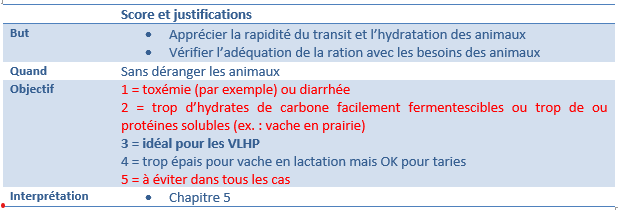 Score et justifications
But
• Apprécier la rapidité du transit et l’hydratation des animaux
• Vérifier l’adéquation de la ration avec les besoins des animaux
Quand Sans déranger les animaux
Objectif 1 = toxémie (par exemple) ou diarrhée
2 = trop d’hydrates de carbone facilement fermentescibles ou trop de ou
protéines solubles (ex. : vache en prairie)
3 = idéal pour les VLHP
4 = trop épais pour vache en lactation mais OK pour taries
5 = à éviter dans tous les cas
Interprétation • Chapitre 5